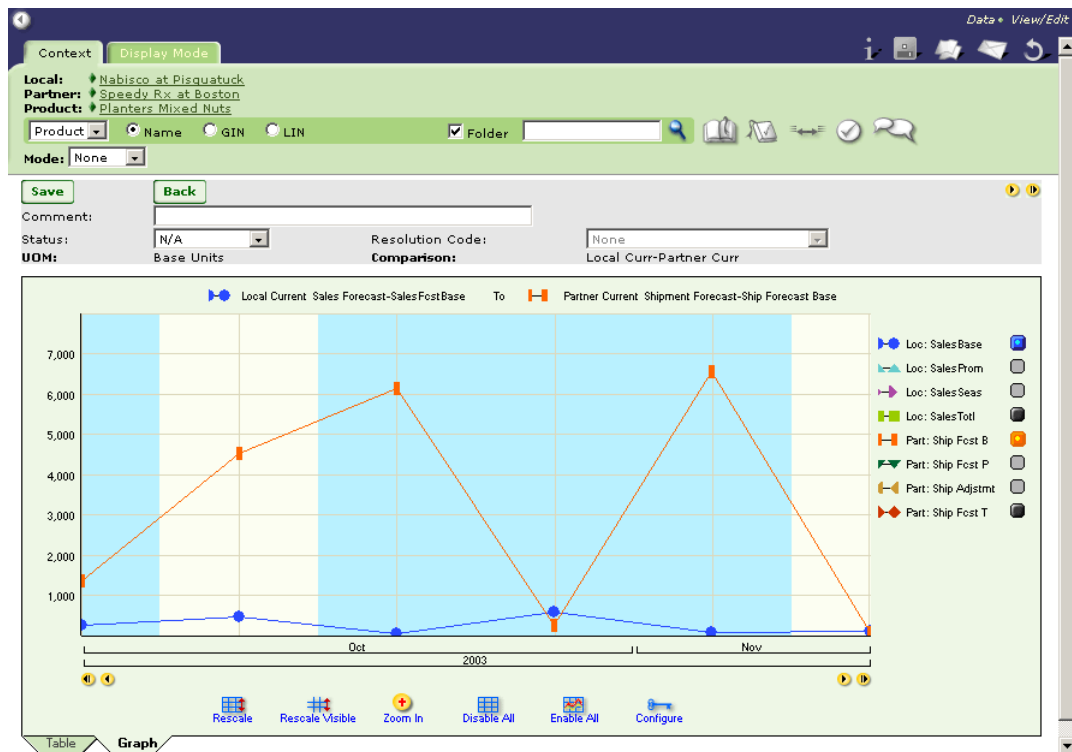 Data View/Edit
Context Display Mode
Local: Nabisco at Pisquatuck
Partner: Speedy Rx at Boston
Product: Planters Mixed Nuts
Product Name GIN LIN Folder
Mode: None
Save Back
Comment:
Status: N/A Resolution Code: None
UOM: Base Units Comparison: Local Curr-Partner Curr
Local Current Sales Forecast-SalesFcstBase To Partner Current Shipment Forecast-Ship Forecast Base
7,000
6,000
5,000
4,000
3,000
2,000
1,000
Loc: SalesBase
Loc: SalesProm
Loc: SalesSeas
Loc: SalesTotl
Part: Ship Fcst B
Part: Ship Fcst P
Part: Ship Adjstmt
Part: Ship Fcst T
Oct Nov
2003
Rescale Rescale Visible Zoom In Disable All Enable All Configure
Table Graph